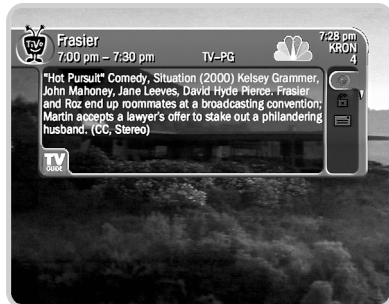 TiVo
Frasier
7:00 pm – 7:30 pm TV-PG
7:28 pm
KRON
4
"Hot Pursuit" Comedy, Situation (2000) Kelsey Grammer,
John Mahoney, Jane Leeves, David Hyde Pierce. Frasier
and Roz end up roommates at a broadcasting convention;
Martin accepts a lawyer's offer to stake out a philandering
husband. (CC, Stereo)
TV
GUIDE